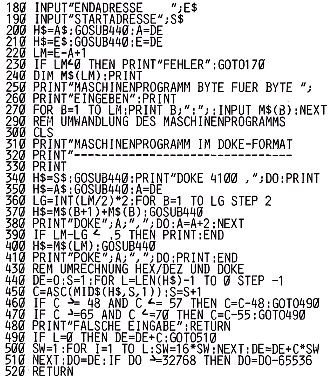 180 INPUT"ENDADRESSE      ";E$
190 INPUT"STARTADRESSE";S$
200 H$=A$:GOSUB440:A=DE
210 H$=E$:GOSUB440:E=DE
220 LM=E-A+1
230 IF LM<0 THEN PRINT"FEHLER":GOTO170
240 DIM M$(LM):PRINT
250 PRINT"MASCHINENPROGRAMM BYTE FUER BYTE ";
260 PRINT"EINGEBEN":PRINT
270 FOR B=1 TO LM:PRINT B;":";:INPUT M$(B):NEXT
290 REM UMWANDLUNG DES MASCHINENPROGRAMMS
300 CLS
310 PRINT"MASCHINENPROGRAMM IM DOKE-FORMAT
320 PRINT"--------------------------------
330 PRINT
340 H$=S$:GOSUB440:PRINT"DOKE 4100 ,";DO:PRINT
350 H$=A$:GOSUB440:A=DE
360 LG=INT(LM/2)*2:FOR B=1 TO LG STEP 2
370 H$=M$(B+1)+M$(B):GOSUB440
380 PRINT"DOKE";A;",";DO:A=A+2:NEXT
390 IF LM-LG < .5 THEN PRINT:END
400 H$=M$(LM):GOSUB440
410 PRINT"POKE";A;",";DO:PRINT:END
430 REM UMRECHNUNG HEX/DEZ UND DOKE
440 DE=0:S=1:FOR L=LEN(H$)-1 TO 0 STEP -1
450 C=ASC(MID$(H$,S,1)):S=S+1
460 IF C >= 48 AND C <= 57 THEN C=C-48:GOTO490
470 IF C >=65 AND C <=70 THEN C=C-55:GOTO490
480 PRINT"FALSCHE EINGABE":RETURN
490 IF L=0 THEN DE=DE+C:GOTO510
500 SW=1:FOR I=1 TO L:SW=16*SW:NEXT:DE=DE+C*SW
510 NEXT:DO=DE:IF DO >=32768 THEN DO=DO-65536
520 RETURN